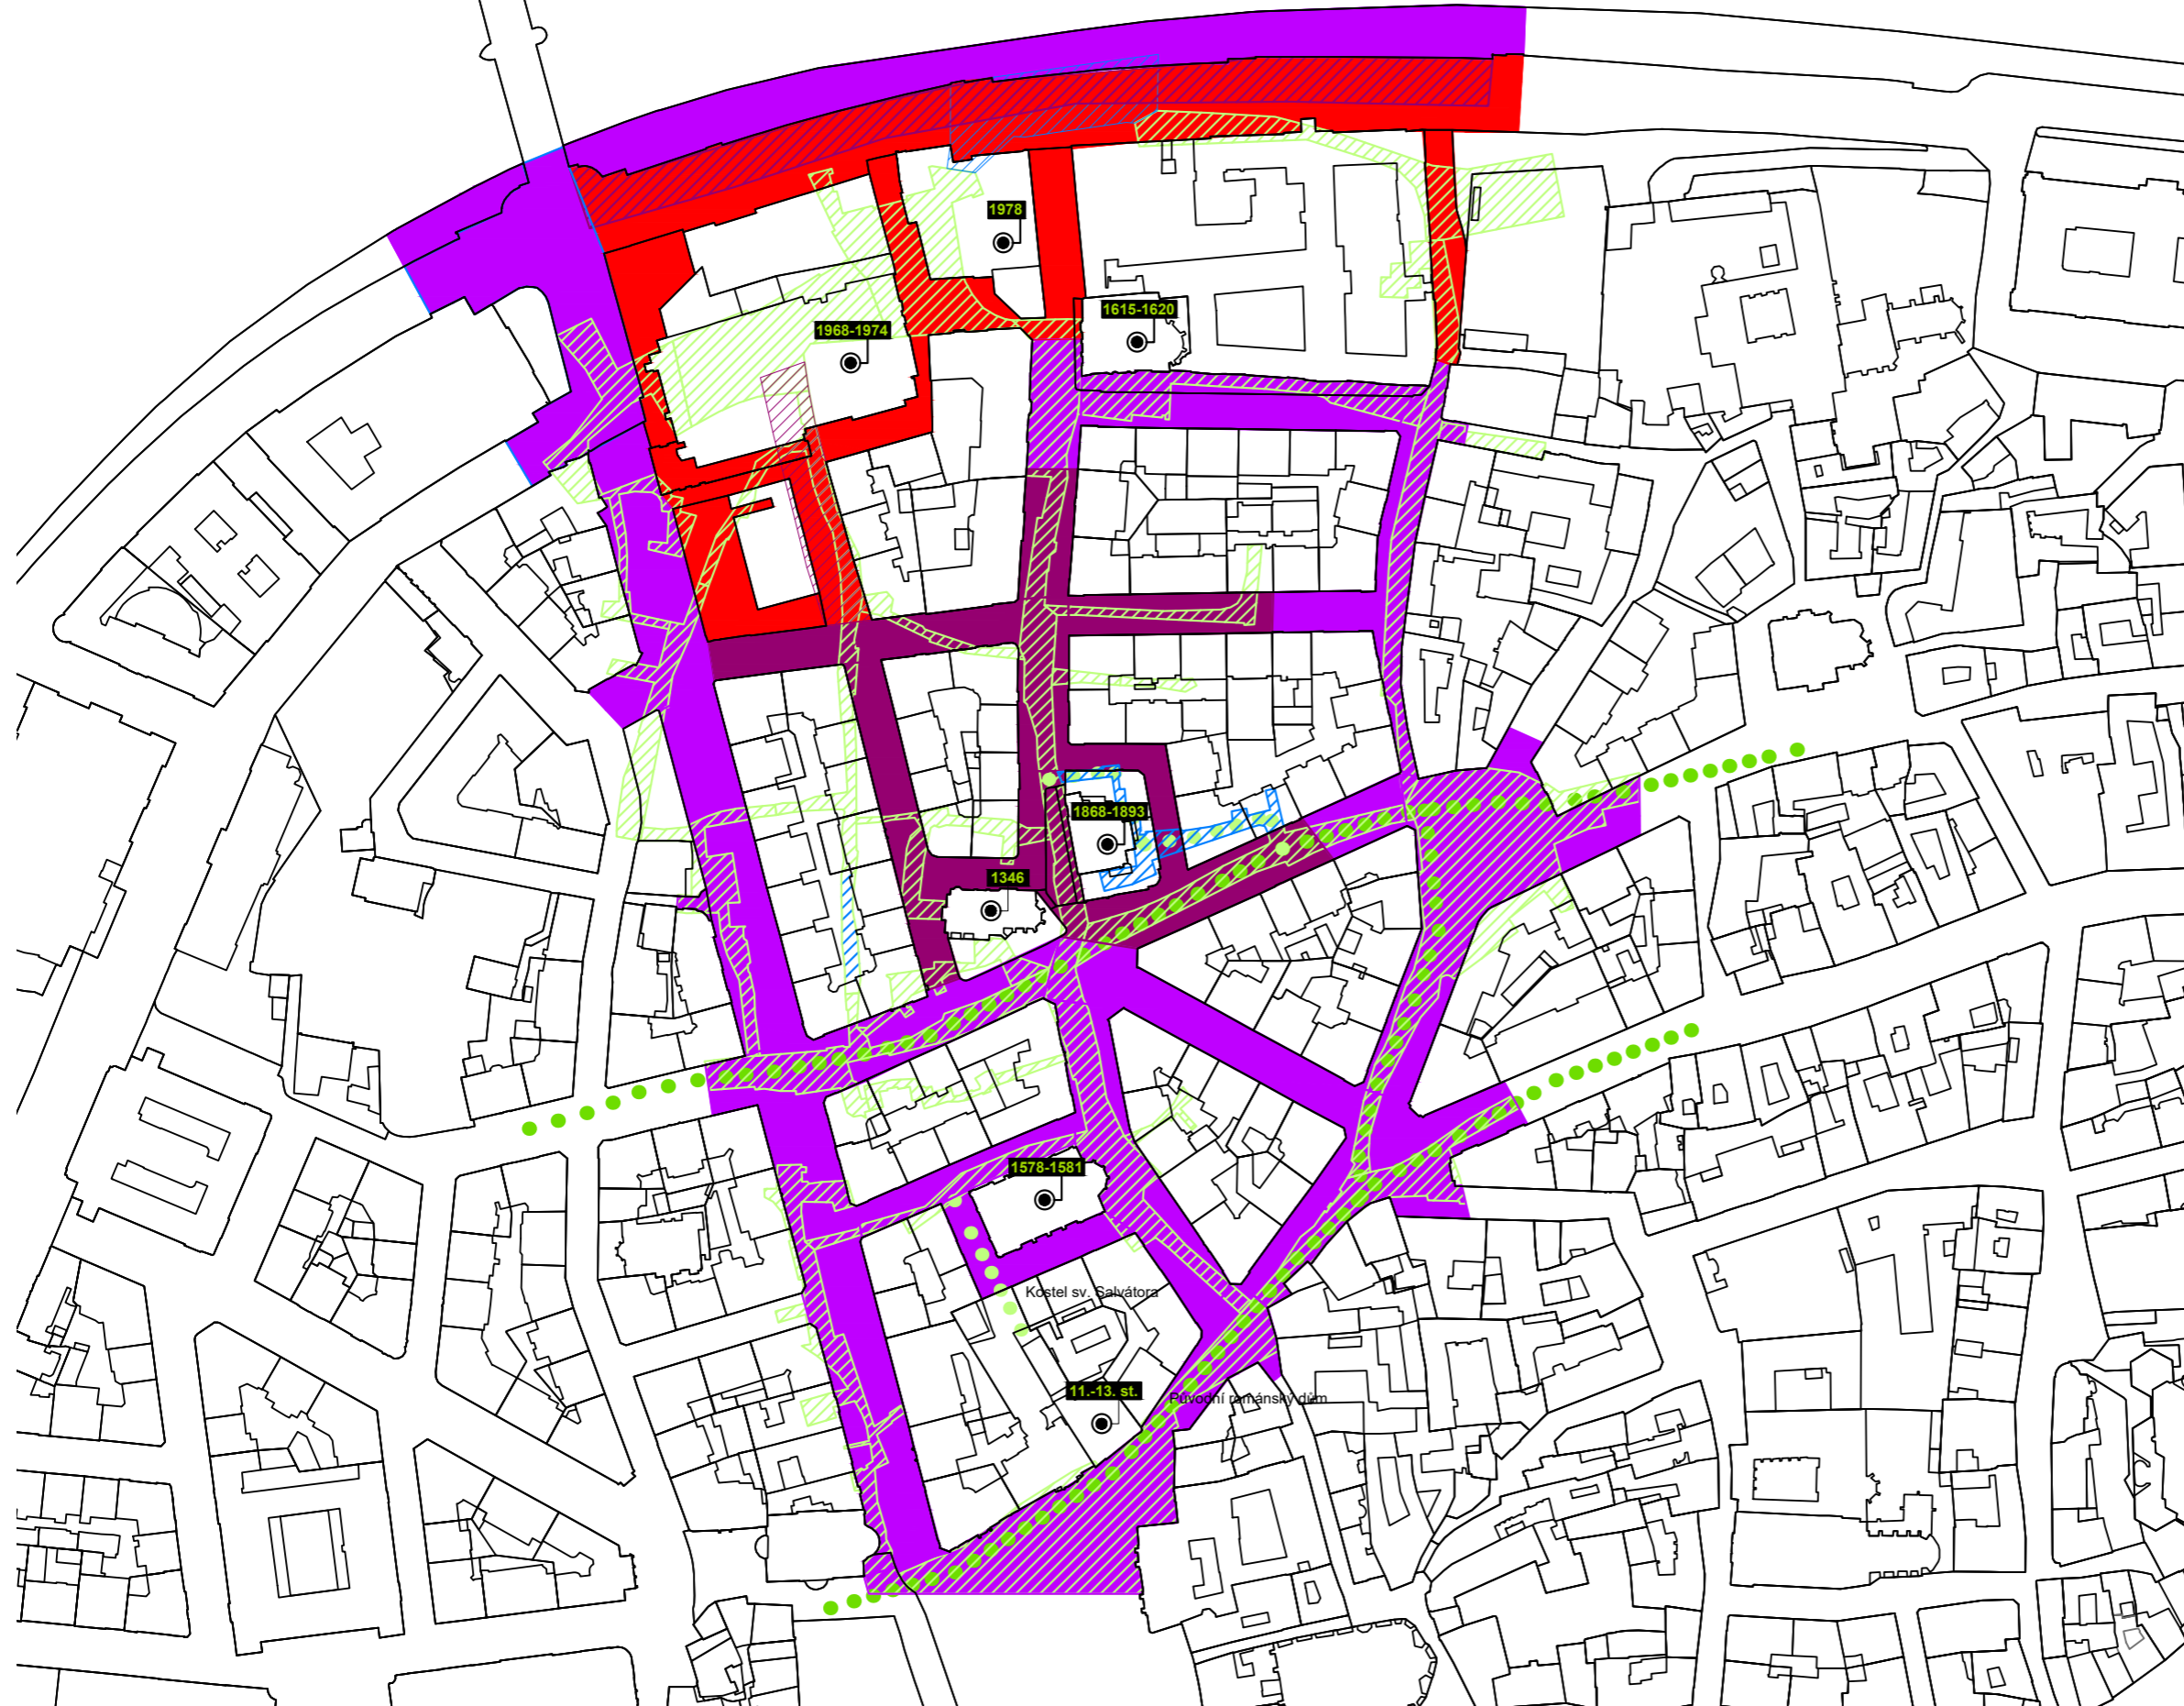 1978
1615-1620
1968-1974
1868-1893
1346
1578-1581
Kostel sv. Salvátora
11.-13. st.
Původní románský dům